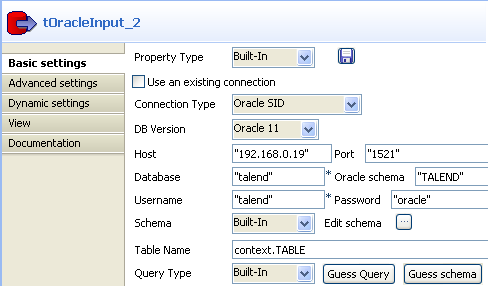 tOracleInput_2
Basic settings
Advanced settings
Dynamic settings
View
Documentation
Property Type Built-In
Use an existing connection
Connection Type Oracle SID
DB Version Oracle 11
Host "192.168.0.19" Port "1521"
Database "talend" * Oracle schema "TALEND"
Username "talend" * Password "oracle"
Schema Built-In Edit schema ...
Table Name context.TABLE
Query Type Built-In Guess Query Guess schema